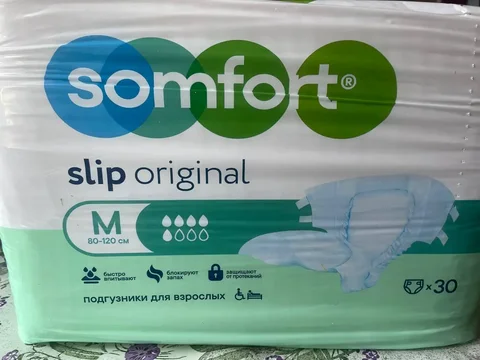 somfort®
slip original
M
80-120 см
быстро впитывают
блокируют запах
защищают от протеканий
подгузники для взрослых
×30